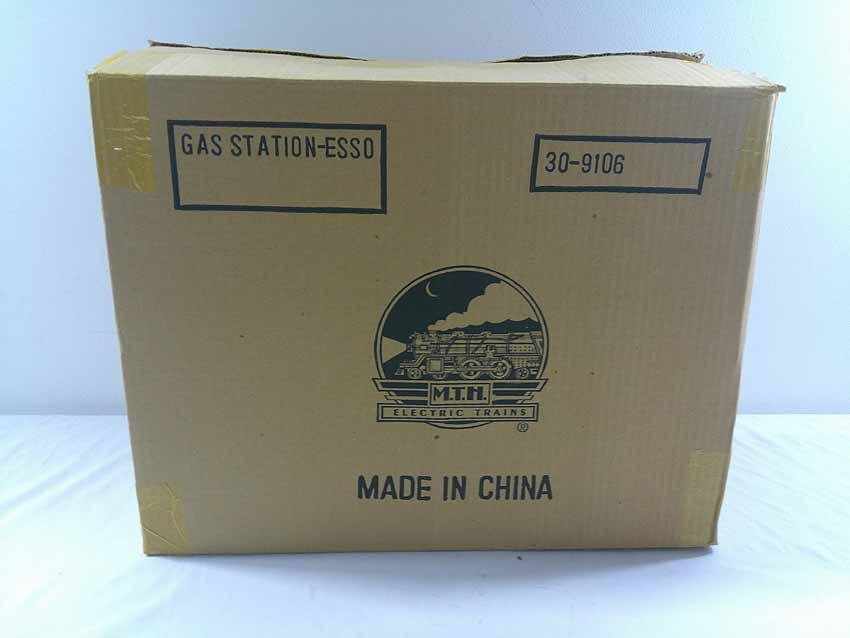 GAS STATION-ESSO
30-9106
M.T.H.
ELECTRIC TRAINS
®
MADE IN CHINA